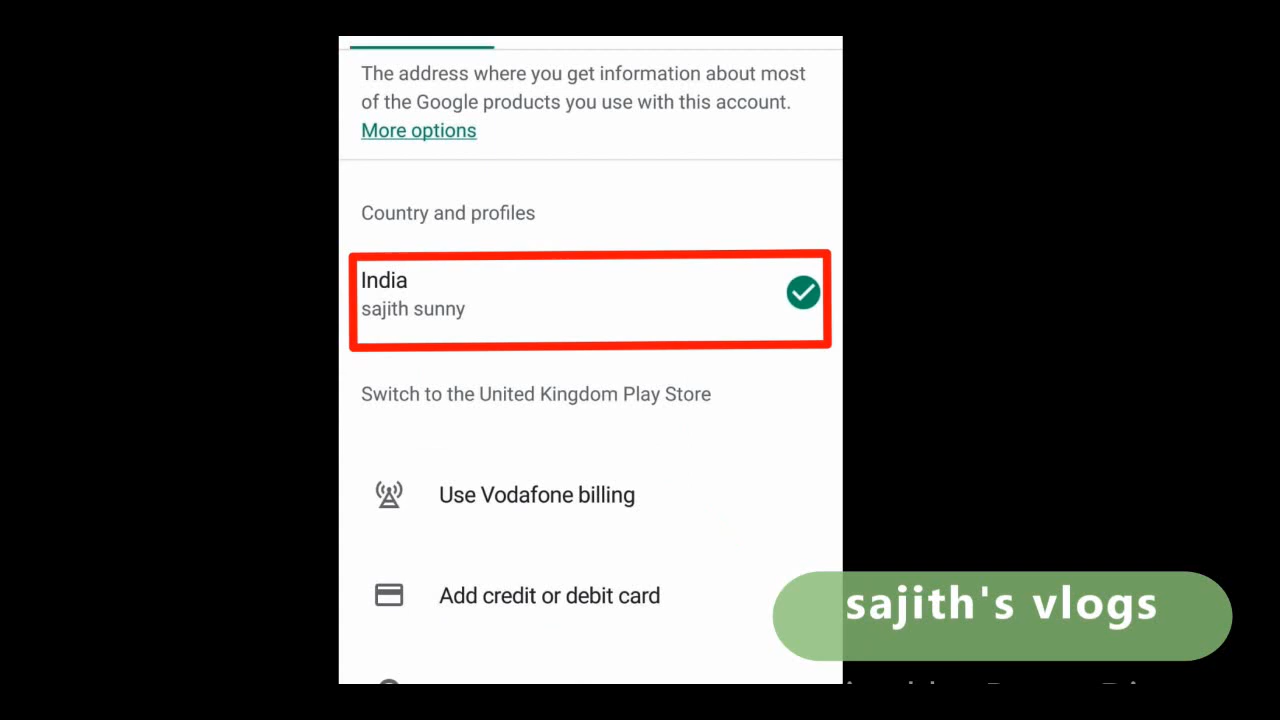 The address where you get information about most
of the Google products you use with this account.
More options
Country and profiles
India
sajith sunny
Switch to the United Kingdom Play Store
Use Vodafone billing
Add credit or debit card
sajith's vlogs